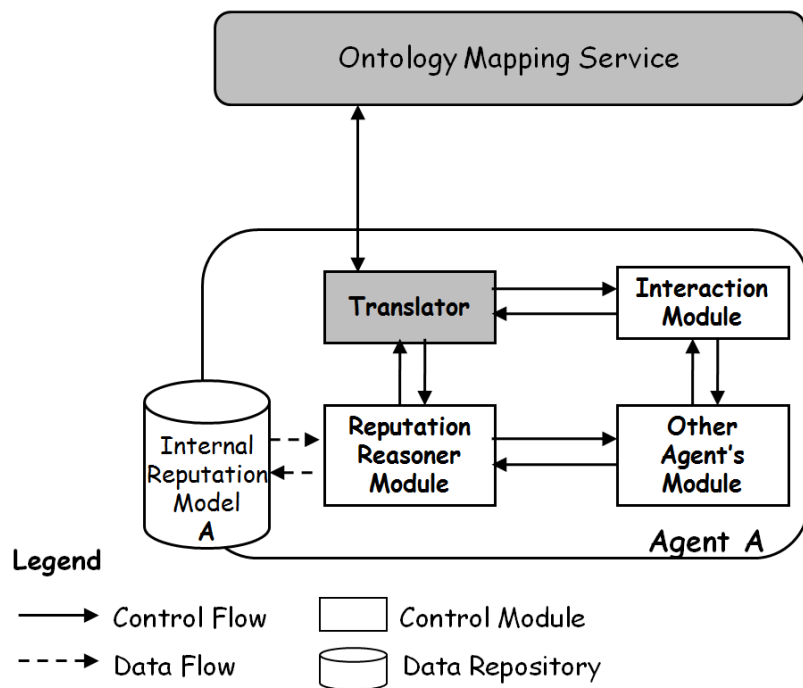 Ontology Mapping Service
Translator
Interaction
Module
Internal
Reputation
Model
A
Reputation
Reasoner
Module
Other
Agent's
Module
Agent A
Legend
Control Flow
Control Module
Data Flow
Data Repository